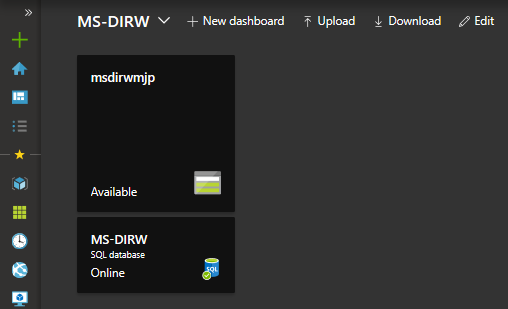 MS-DIRW
New dashboard
Upload
Download
Edit
msdirwmjp
Available
MS-DIRW
SQL database
Online
SQL